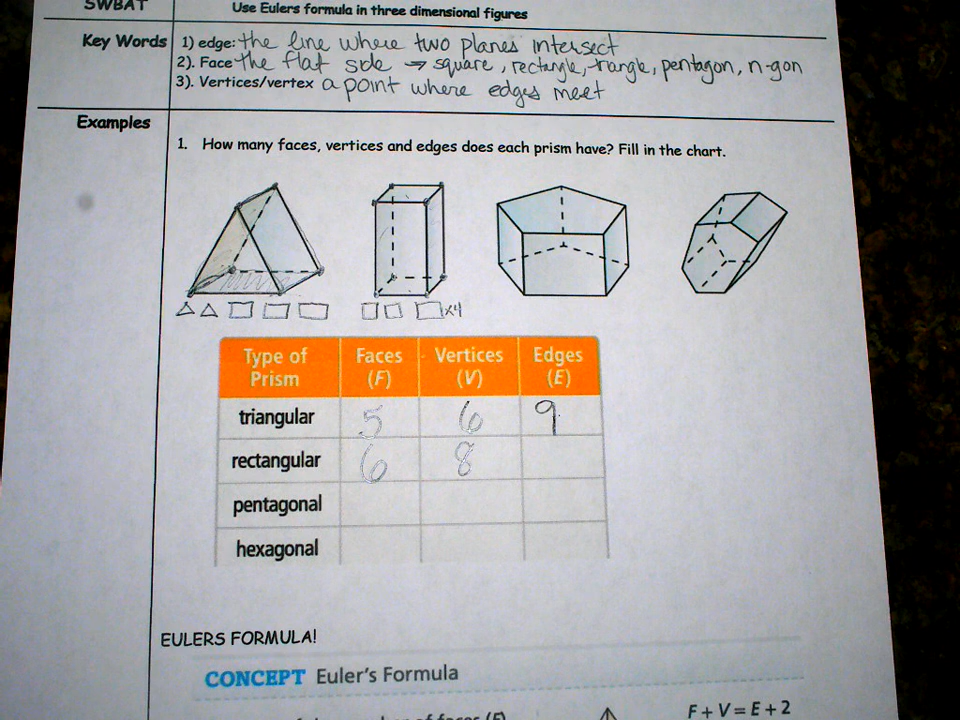 SWBAT Use Eulers formula in three dimensional figures
Key Words 1) edge: the line where two planes intersect
2). Face the flat side → square, rectangle, triangle, pentagon, n-gon
3). Vertices/vertex a point where edges meet
Examples
1. How many faces, vertices and edges does each prism have? Fill in the chart.
x4
Type of Prism Faces (F) Vertices (V) Edges (E)
triangular 5 6 9
rectangular 6 8
pentagonal
hexagonal
EULERS FORMULA!
CONCEPT Euler's Formula
of faces (F)
F + V = E + 2